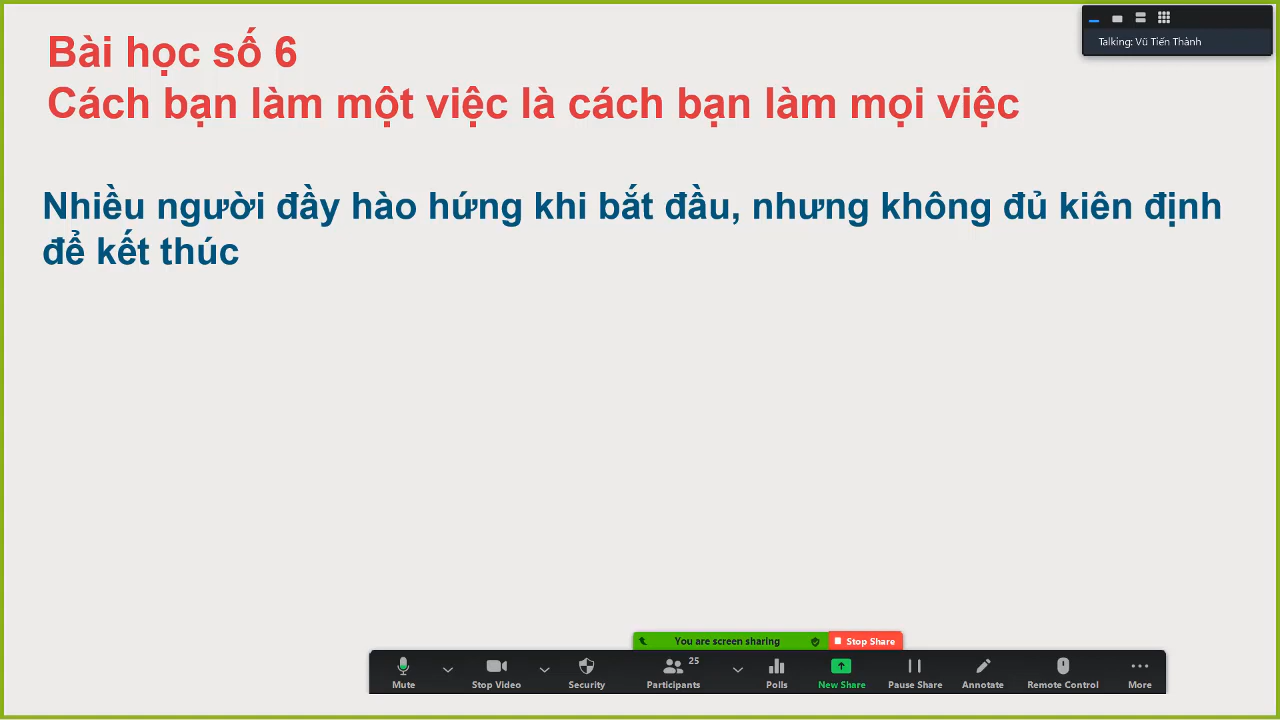 Talking: Vũ Tiến Thành
Bài học số 6
Cách bạn làm một việc là cách bạn làm mọi việc
Nhiều người đầy hào hứng khi bắt đầu, nhưng không đủ kiên định
để kết thúc
You are screen sharing
Stop Share
Mute
Stop Video
Security
Participants
25
Polls
New Share
Pause Share
Annotate
Remote Control
More